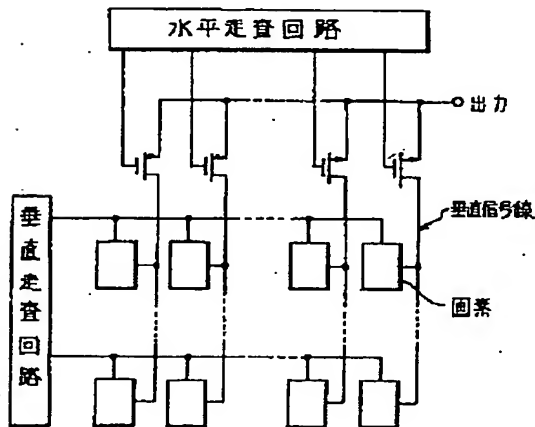 水平走査回路
出力
垂直信号線
垂直走査回路
画素